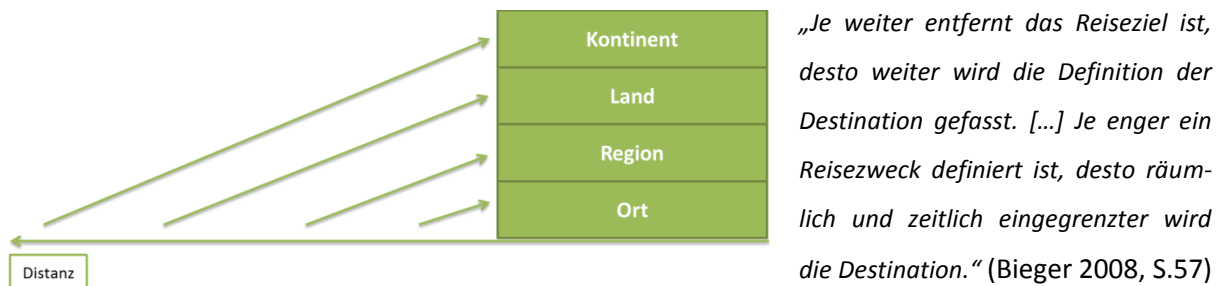 Kontinent
Land
Region
Ort
Distanz
„Je weiter entfernt das Reiseziel ist,
desto weiter wird die Definition der
Destination gefasst. […] Je enger ein
Reisezweck definiert ist, desto räum-
lich und zeitlich eingegrenzter wird
die Destination.“ (Bieger 2008, S.57)